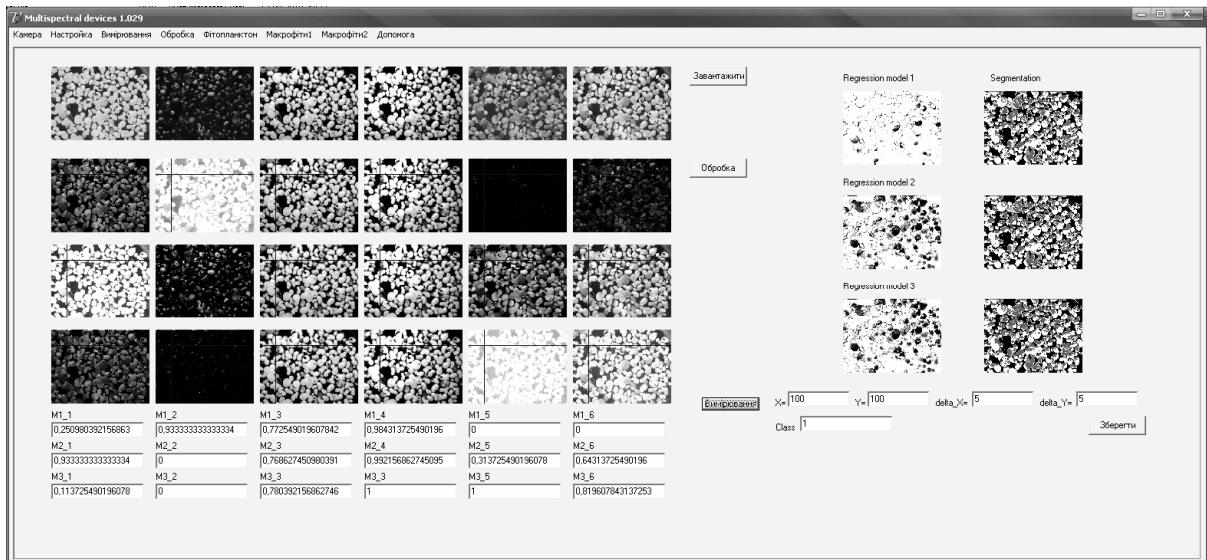 Multispectral devices 1.029
Камера Настройка Вимірювання Обробка Фітопланктон Макрофіти1 Макрофіти2 Допомога
Завантажити
Regression model 1 Segmentation
Обробка
Regression model 2
Regression model 3
Вимірювання X= 100 Y= 100 delta_X= 5 delta_Y= 5
Class 1 Зберегти
M1_1 M1_2 M1_3 M1_4 M1_5 M1_6
0,250980392156863 0,933333333333334 0,772549019607842 0,984313725490196 0 0
M2_1 M2_2 M2_3 M2_4 M2_5 M2_6
0,933333333333334 0 0,768627450980391 0,992156862745095 0,313725490196078 0,64313725490196
M3_1 M3_2 M3_3 M3_3 M3_5 M3_6
0,113725490196078 0 0,780392156862746 1 1 0,819607843137253